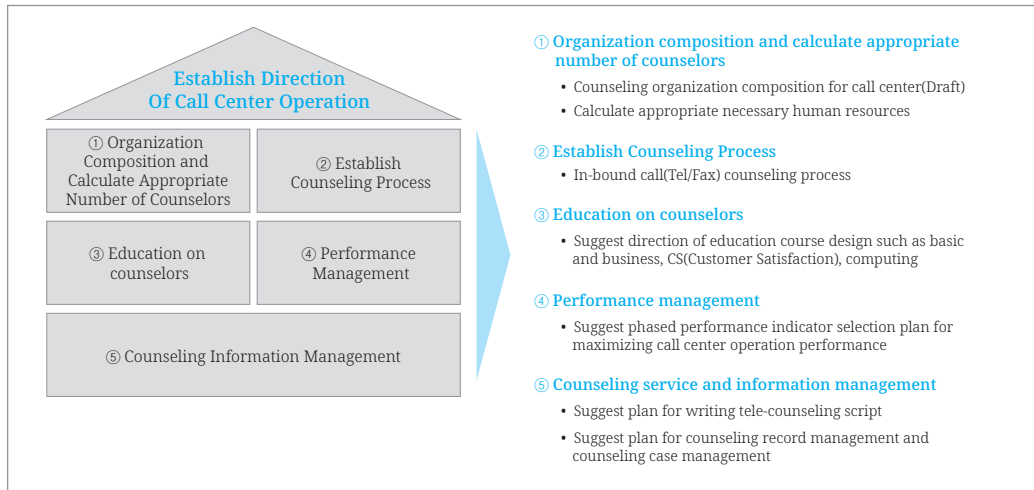 Establish Direction
Of Call Center Operation
① Organization
Composition and
Calculate Appropriate
Number of Counselors
② Establish
Counseling Process
③ Education on
counselors
④ Performance
Management
⑤ Counseling Information Management
① Organization composition and calculate appropriate
number of counselors
• Counseling organization composition for call center(Draft)
• Calculate appropriate necessary human resources
② Establish Counseling Process
• In-bound call(Tel/Fax) counseling process
③ Education on counselors
• Suggest direction of education course design such as basic
and business, CS(Customer Satisfaction), computing
④ Performance management
• Suggest phased performance indicator selection plan for
maximizing call center operation performance
⑤ Counseling service and information management
• Suggest plan for writing tele-counseling script
• Suggest plan for counseling record management and
counseling case management